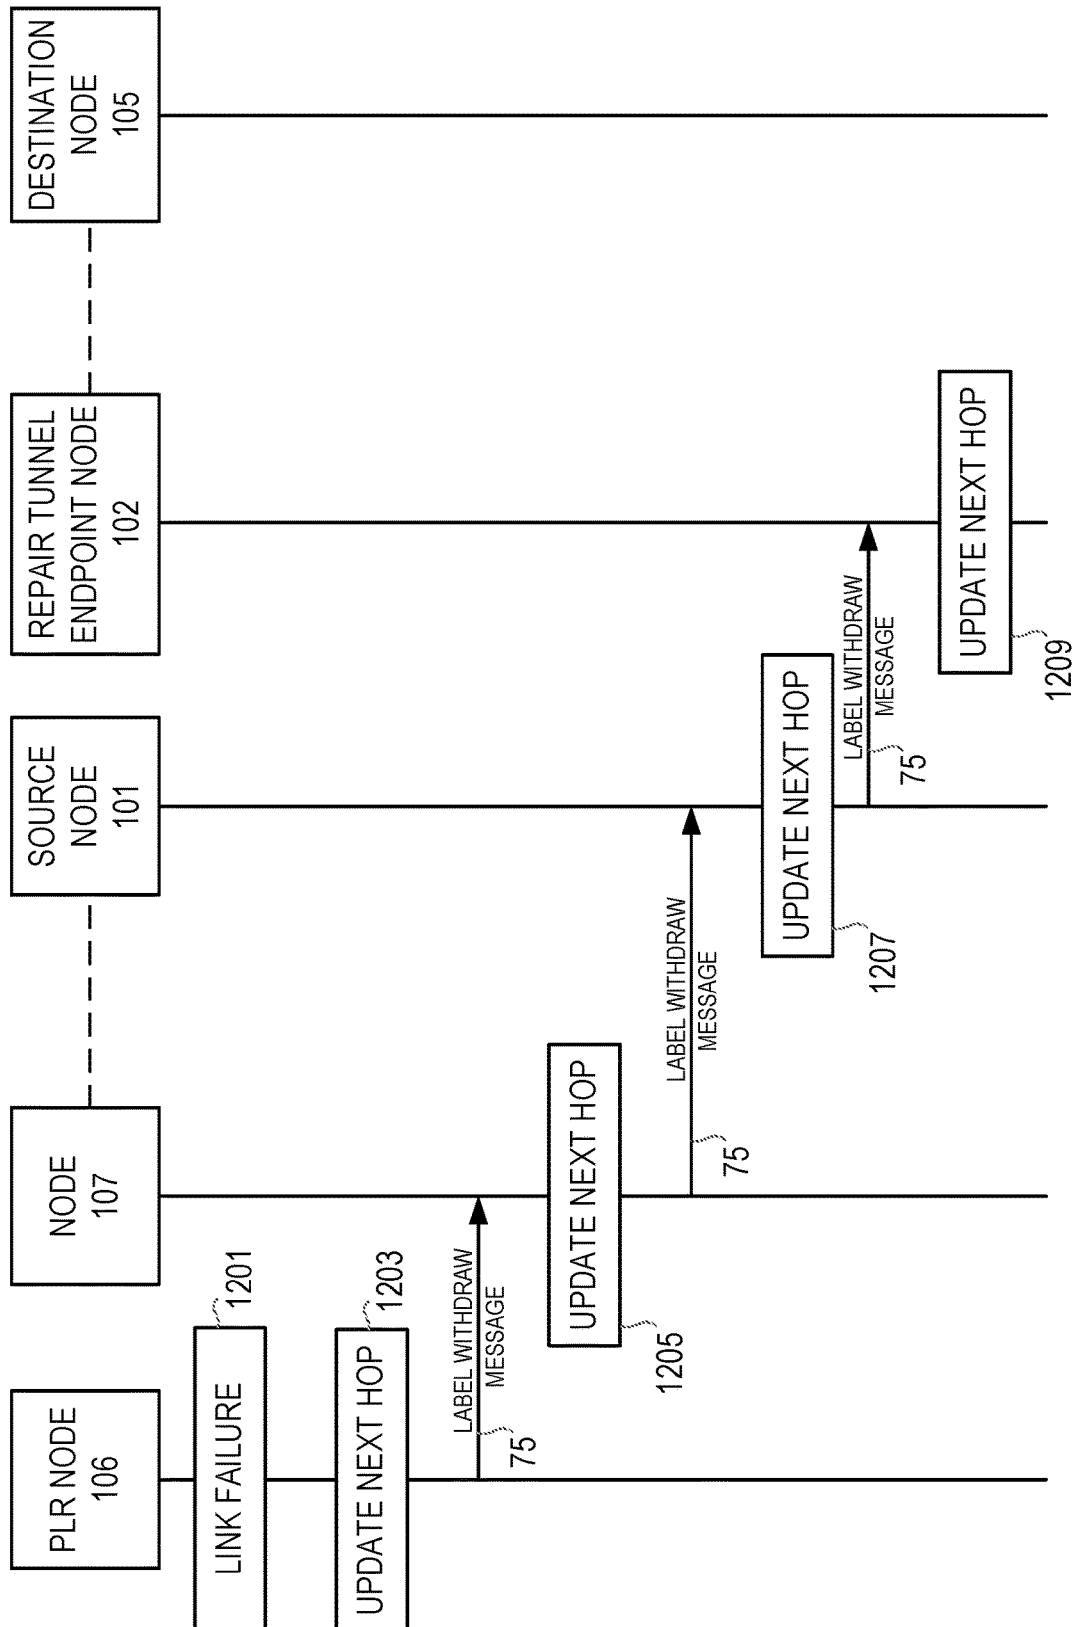 PLR NODE
106
NODE
107
SOURCE
NODE
101
REPAIR TUNNEL
ENDPOINT NODE
102
DESTINATION
NODE
105
LINK FAILURE
1201
UPDATE NEXT HOP
1203
LABEL WITHDRAW
MESSAGE
75
UPDATE NEXT HOP
1205
LABEL WITHDRAW
MESSAGE
75
UPDATE NEXT HOP
1207
LABEL WITHDRAW
MESSAGE
75
UPDATE NEXT HOP
1209